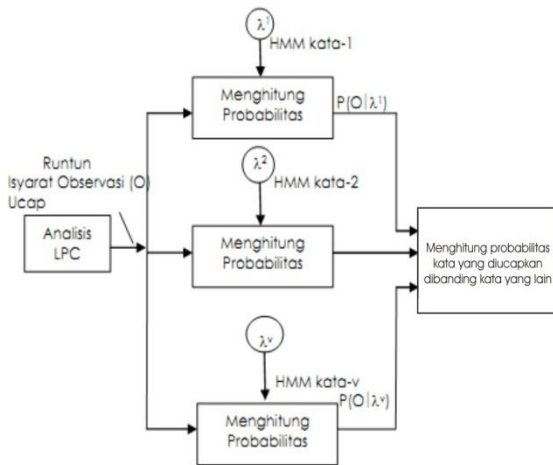 λ¹
HMM kata-1
Menghitung
Probabilitas
P(O|λ¹)
Runtun
Isyarat Observasi (O)
Ucap
Analisis
LPC
λ²
HMM kata-2
Menghitung
Probabilitas
Menghitung probabilitas
kata yang diucapkan
dibanding kata yang lain
λᵛ
HMM kata-v
P(O|λᵛ)
Menghitung
Probabilitas